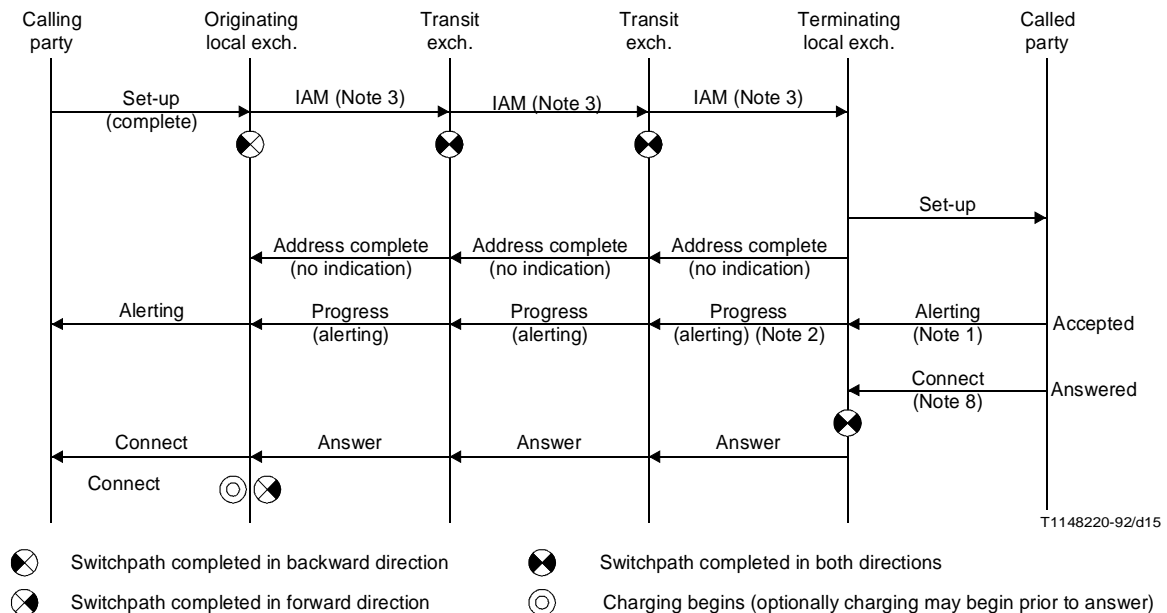 Calling party
Originating local exch.
Transit exch.
Transit exch.
Terminating local exch.
Called party
Set-up (complete)
IAM (Note 3)
IAM (Note 3)
IAM (Note 3)
Set-up
Address complete (no indication)
Address complete (no indication)
Address complete (no indication)
Alerting
Progress (alerting)
Progress (alerting)
Progress (alerting) (Note 2)
Alerting (Note 1)
Accepted
Connect (Note 8)
Answered
Connect
Answer
Answer
Answer
Connect
T1148220-92/d15
Switchpath completed in backward direction
Switchpath completed in both directions
Switchpath completed in forward direction
Charging begins (optionally charging may begin prior to answer)